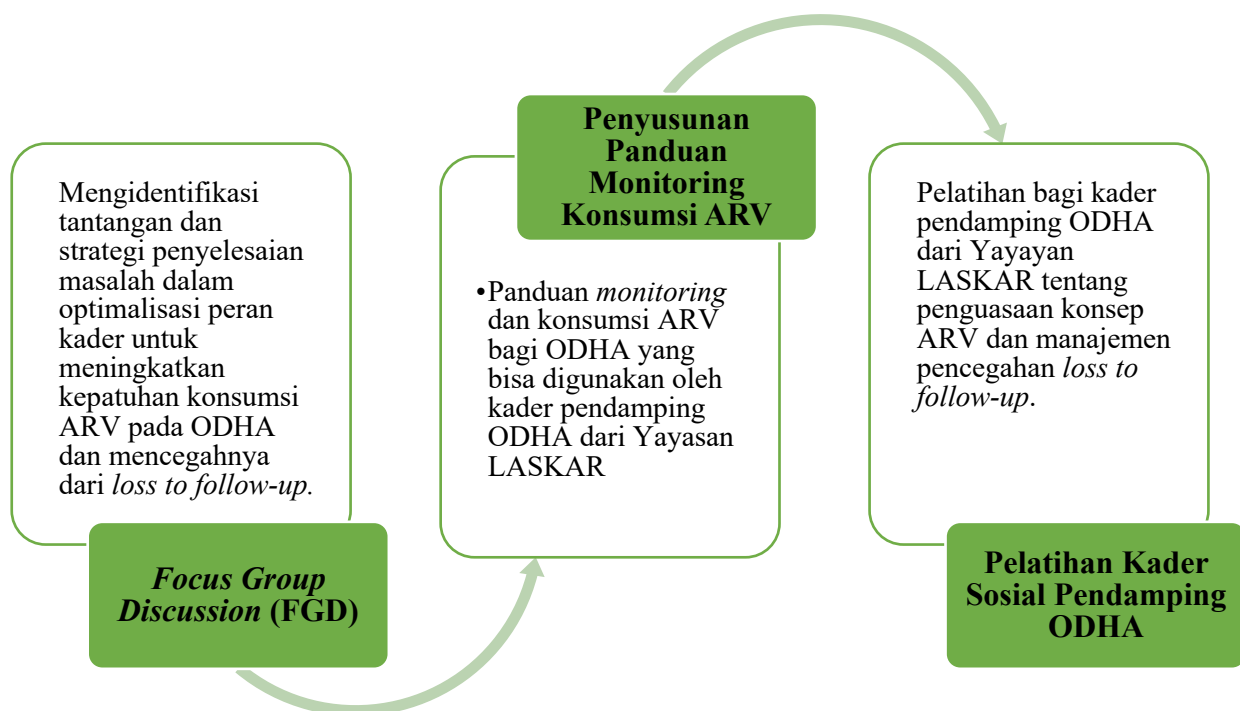 Mengidentifikasi
tantangan dan
strategi penyelesaian
masalah dalam
optimalisasi peran
kader untuk
meningkatkan
kepatuhan konsumsi
ARV pada ODHA
dan mencegahnya
dari loss to follow-up.
Focus Group
Discussion (FGD)
Penyusunan
Panduan
Monitoring
Konsumsi ARV
•Panduan monitoring
dan konsumsi ARV
bagi ODHA yang
bisa digunakan oleh
kader pendamping
ODHA dari Yayasan
LASKAR
Pelatihan bagi kader
pendamping ODHA
dari Yayayan
LASKAR tentang
penguasaan konsep
ARV dan manajemen
pencegahan loss to
follow-up.
Pelatihan Kader
Sosial Pendamping
ODHA